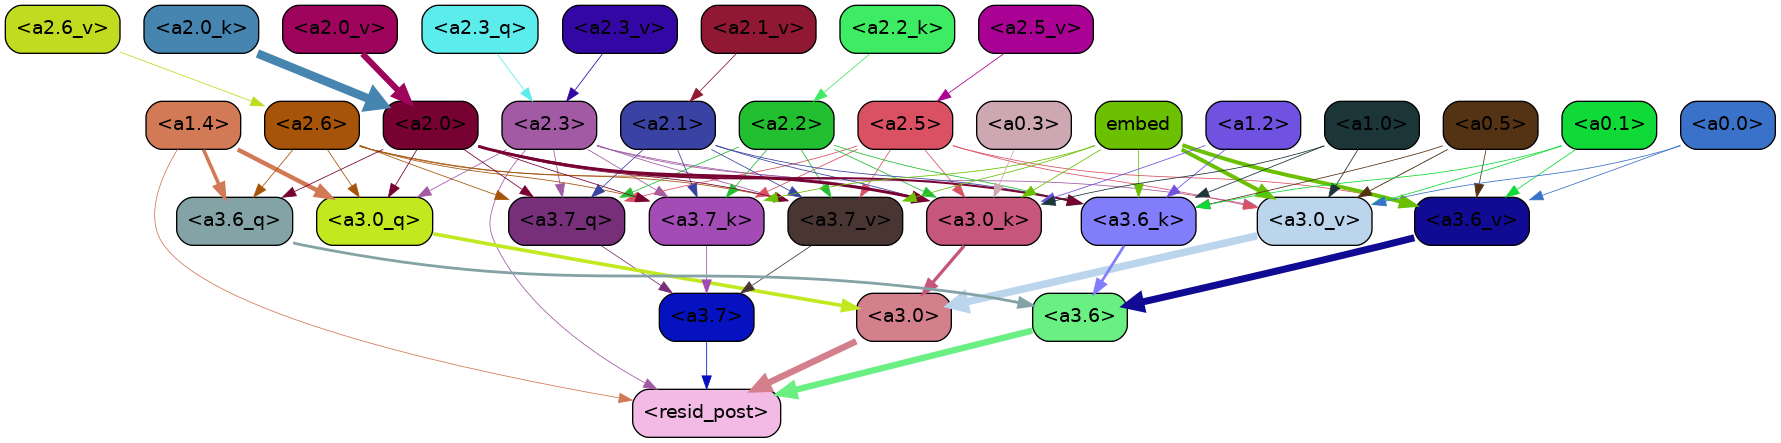 <a2.6_v> <a2.0_k> <a2.0_v> <a2.3_q> <a2.3_v> <a2.1_v> <a2.2_k> <a2.5_v>
<a1.4> <a2.6> <a2.0> <a2.3> <a2.1> <a2.2> <a2.5> <a0.3> embed <a1.2> <a1.0> <a0.5> <a0.1> <a0.0>
<a3.6_q> <a3.0_q> <a3.7_q> <a3.7_k> <a3.7_v> <a3.0_k> <a3.6_k> <a3.0_v> <a3.6_v>
<a3.7> <a3.0> <a3.6>
<resid_post>